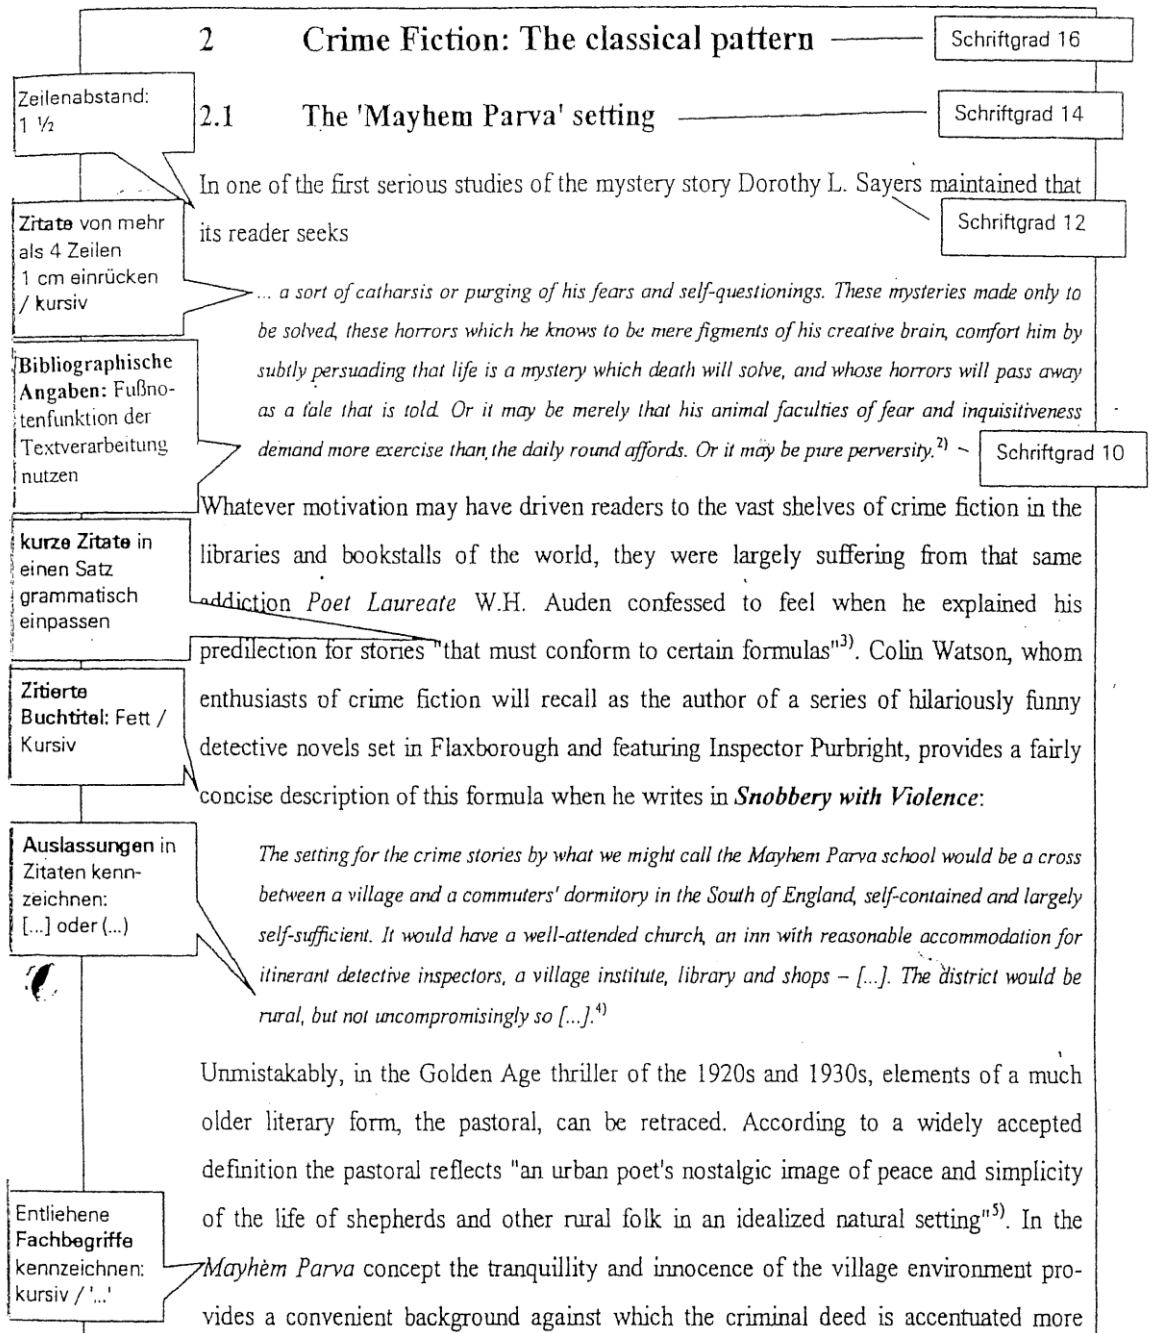 2 Crime Fiction: The classical pattern
Schriftgrad 16
Zeilenabstand:
1 ½
2.1 The 'Mayhem Parva' setting
Schriftgrad 14
In one of the first serious studies of the mystery story Dorothy L. Sayers maintained that
its reader seeks
Schriftgrad 12
Zitate von mehr
als 4 Zeilen
1 cm einrücken
/ kursiv
... a sort of catharsis or purging of his fears and self-questionings. These mysteries made only to
be solved, these horrors which he knows to be mere figments of his creative brain, comfort him by
subtly persuading that life is a mystery which death will solve, and whose horrors will pass away
as a tale that is told. Or it may be merely that his animal faculties of fear and inquisitiveness
demand more exercise than the daily round affords. Or it may be pure perversity.2)
Schriftgrad 10
Bibliographische
Angaben: Fußno-
tenfunktion der
Textverarbeitung
nutzen
Whatever motivation may have driven readers to the vast shelves of crime fiction in the
libraries and bookstalls of the world, they were largely suffering from that same
addiction Poet Laureate W.H. Auden confessed to feel when he explained his
predilection for stories "that must conform to certain formulas"3). Colin Watson, whom
enthusiasts of crime fiction will recall as the author of a series of hilariously funny
detective novels set in Flaxborough and featuring Inspector Purbright, provides a fairly
concise description of this formula when he writes in Snobbery with Violence:
kurze Zitate in
einen Satz
grammatisch
einpassen
Zitierte
Buchtitel: Fett /
Kursiv
Auslassungen in
Zitaten kenn-
zeichnen:
[...] oder (...)
The setting for the crime stories by what we might call the Mayhem Parva school would be a cross
between a village and a commuters' dormitory in the South of England, self-contained and largely
self-sufficient. It would have a well-attended church, an inn with reasonable accommodation for
itinerant detective inspectors, a village institute, library and shops – [...]. The district would be
rural, but not uncompromisingly so [...].4)
Unmistakably, in the Golden Age thriller of the 1920s and 1930s, elements of a much
older literary form, the pastoral, can be retraced. According to a widely accepted
definition the pastoral reflects "an urban poet's nostalgic image of peace and simplicity
of the life of shepherds and other rural folk in an idealized natural setting"5). In the
Mayhem Parva concept the tranquillity and innocence of the village environment pro-
vides a convenient background against which the criminal deed is accentuated more
Entliehene
Fachbegriffe
kennzeichnen:
kursiv / '...'